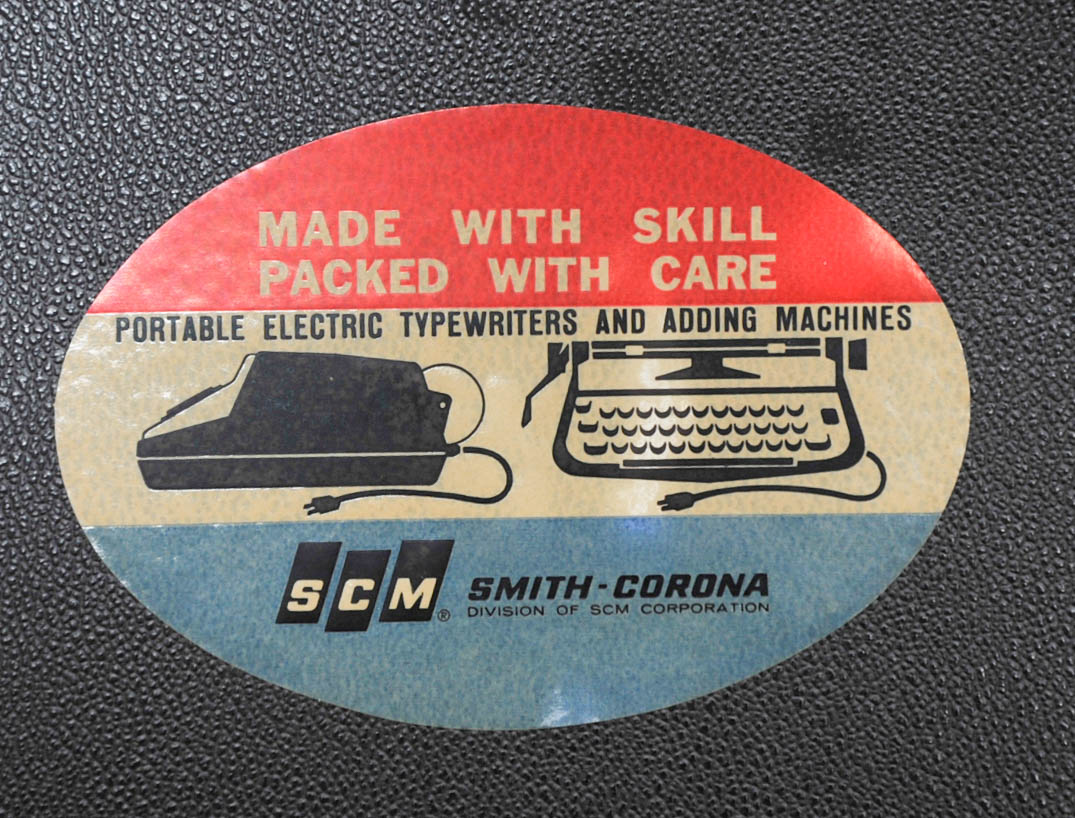 MADE WITH SKILL
PACKED WITH CARE
PORTABLE ELECTRIC TYPEWRITERS AND ADDING MACHINES
SCM®
SMITH-CORONA
DIVISION OF SCM CORPORATION